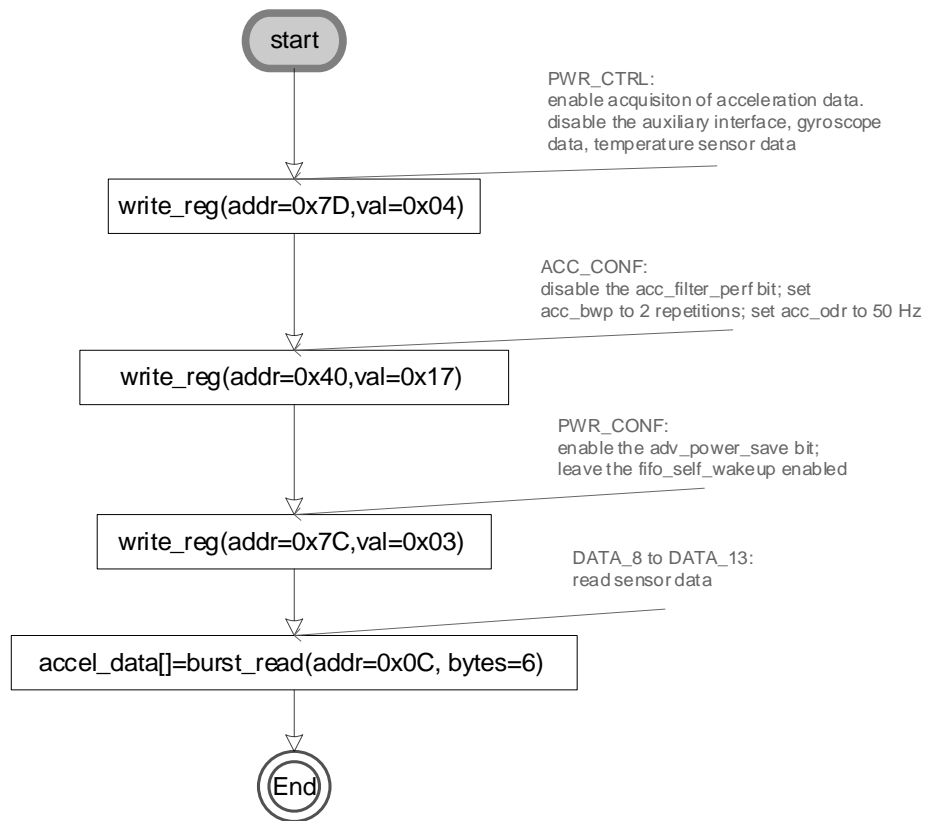 start
PWR_CTRL:
enable acquisiton of acceleration data.
disable the auxiliary interface, gyroscope
data, temperature sensor data
write_reg(addr=0x7D,val=0x04)
ACC_CONF:
disable the acc_filter_perf bit; set
acc_bwp to 2 repetitions; set acc_odr to 50 Hz
write_reg(addr=0x40,val=0x17)
PWR_CONF:
enable the adv_power_save bit;
leave the fifo_self_wakeup enabled
write_reg(addr=0x7C,val=0x03)
DATA_8 to DATA_13:
read sensor data
accel_data[]=burst_read(addr=0x0C, bytes=6)
End